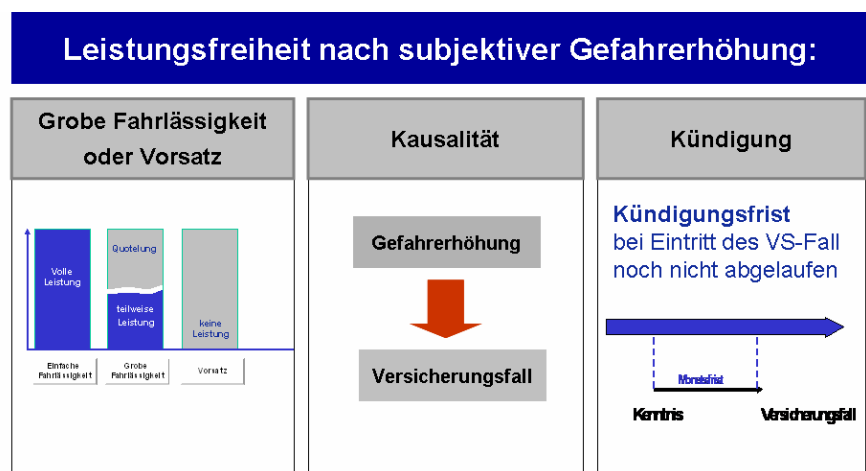 Leistungsfreiheit nach subjektiver Gefahrerhöhung:
Grobe Fahrlässigkeit
oder Vorsatz
Volle
Leistung
Quotelung
teilweise
Leistung
keine
Leistung
Einfache
Fahrlässigkeit
Grobe
Fahrlässigkeit
Vorsatz
Kausalität
Gefahrerhöhung
Versicherungsfall
Kündigung
Kündigungsfrist
bei Eintritt des VS-Fall
noch nicht abgelaufen
Monatsfrist
Kenntnis
Versicherungsfall